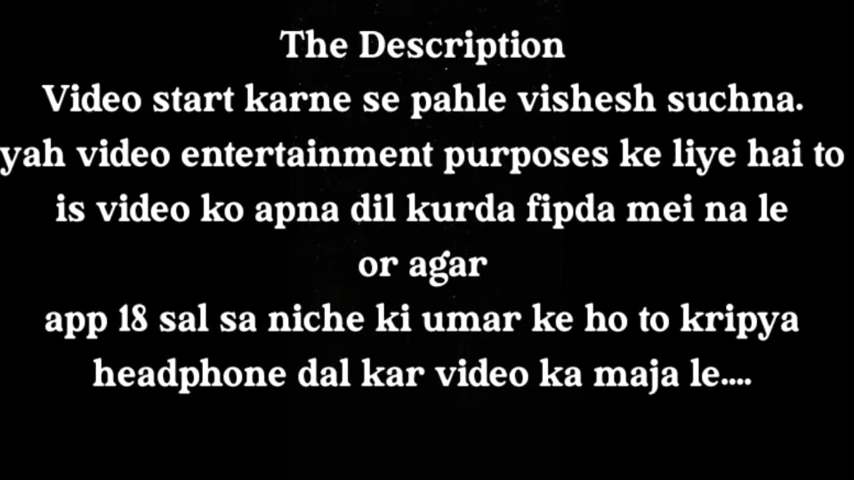 The Description
Video start karne se pahle vishesh suchna.
yah video entertainment purposes ke liye hai to
is video ko apna dil kurda fipda mei na le
or agar
app 18 sal sa niche ki umar ke ho to kripya
headphone dal kar video ka maja le....